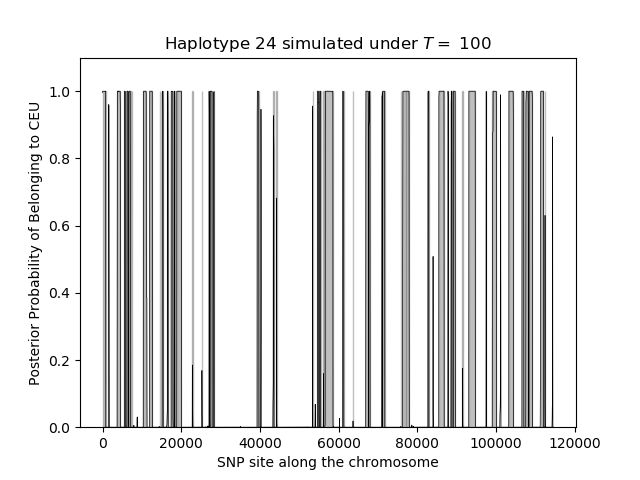 Haplotype 24 simulated under T = 100
Posterior Probability of Belonging to CEU
1.0
0.8
0.6
0.4
0.2
0.0
0 20000 40000 60000 80000 100000 120000
SNP site along the chromosome